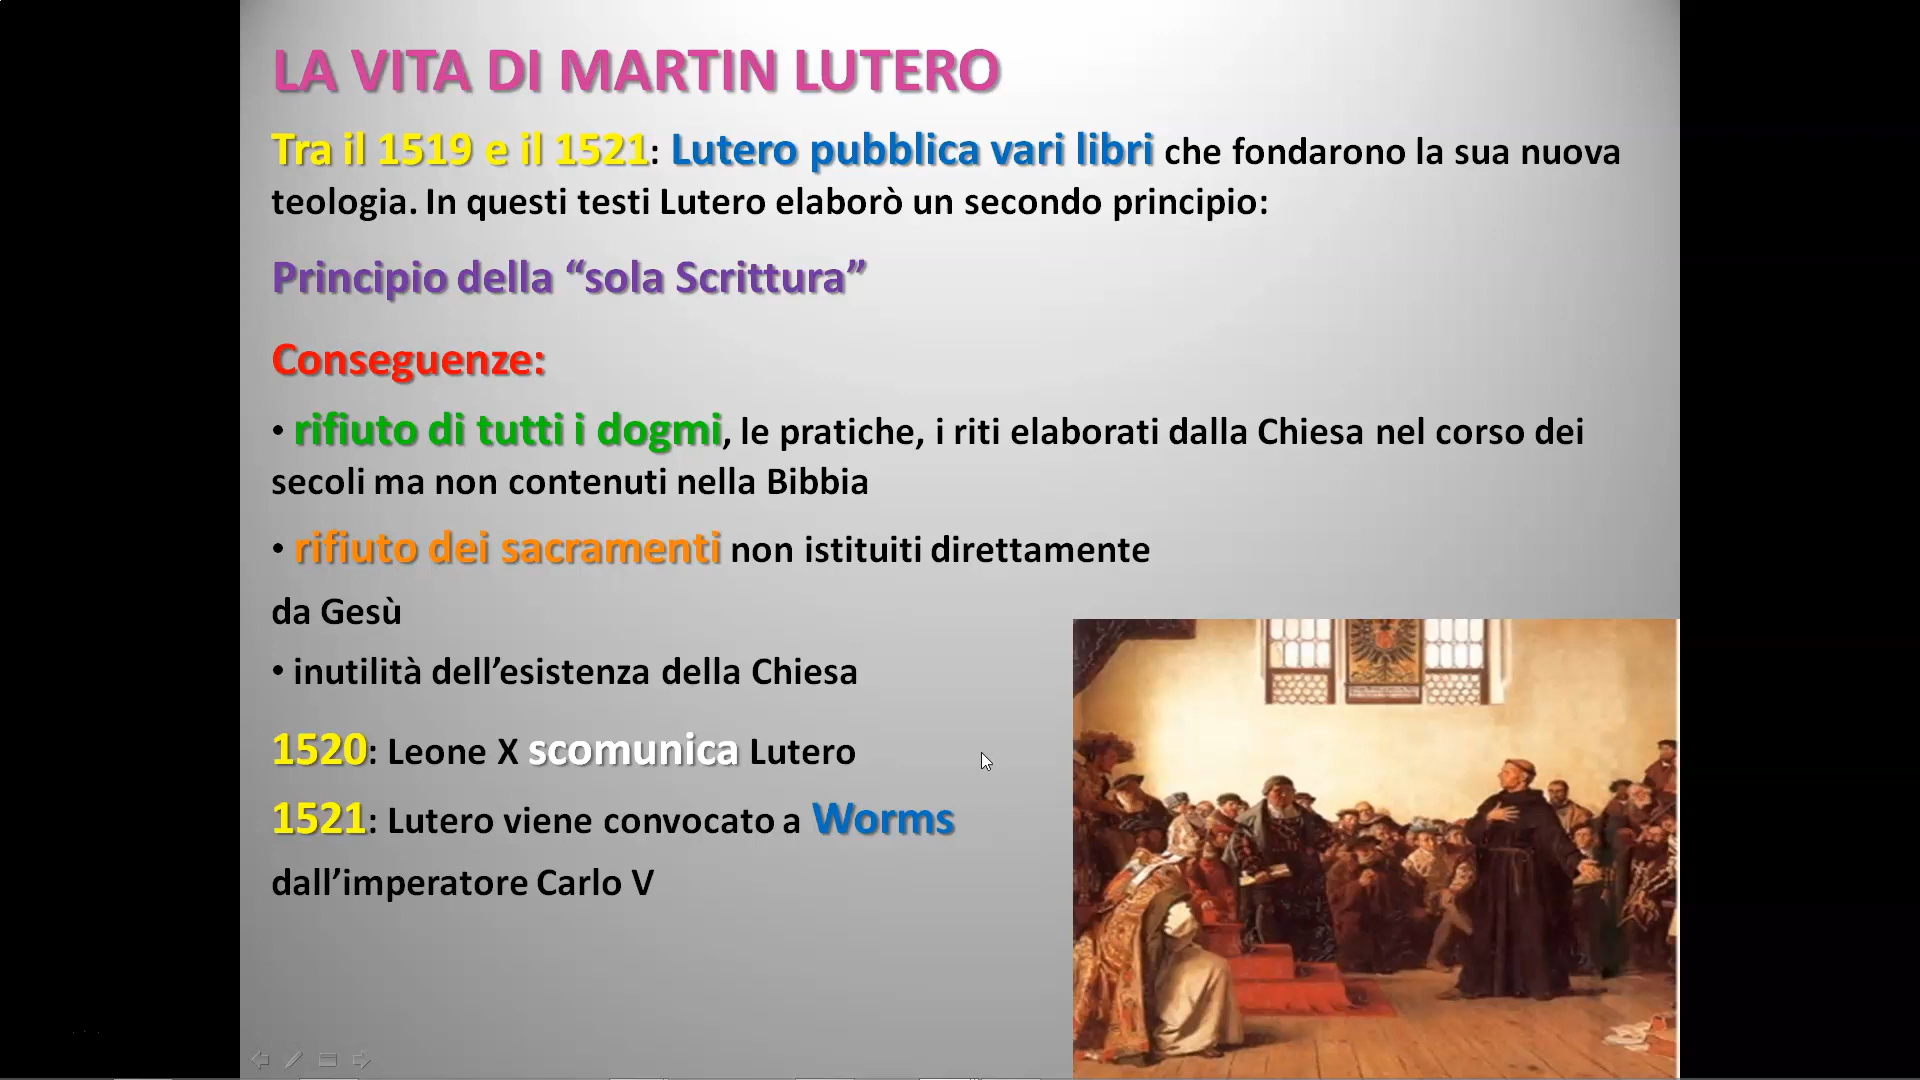 LA VITA DI MARTIN LUTERO
Tra il 1519 e il 1521: Lutero pubblica vari libri che fondarono la sua nuova
teologia. In questi testi Lutero elaborò un secondo principio:
Principio della “sola Scrittura”
Conseguenze:
• rifiuto di tutti i dogmi, le pratiche, i riti elaborati dalla Chiesa nel corso dei
secoli ma non contenuti nella Bibbia
• rifiuto dei sacramenti non istituiti direttamente
da Gesù
• inutilità dell’esistenza della Chiesa
1520: Leone X scomunica Lutero
1521: Lutero viene convocato a Worms
dall’imperatore Carlo V